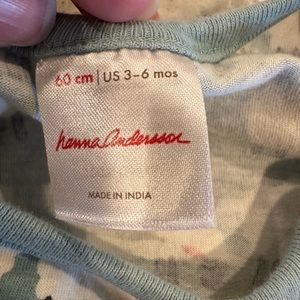 60 cm | US 3–6 mos
hanna andersson
MADE IN INDIA